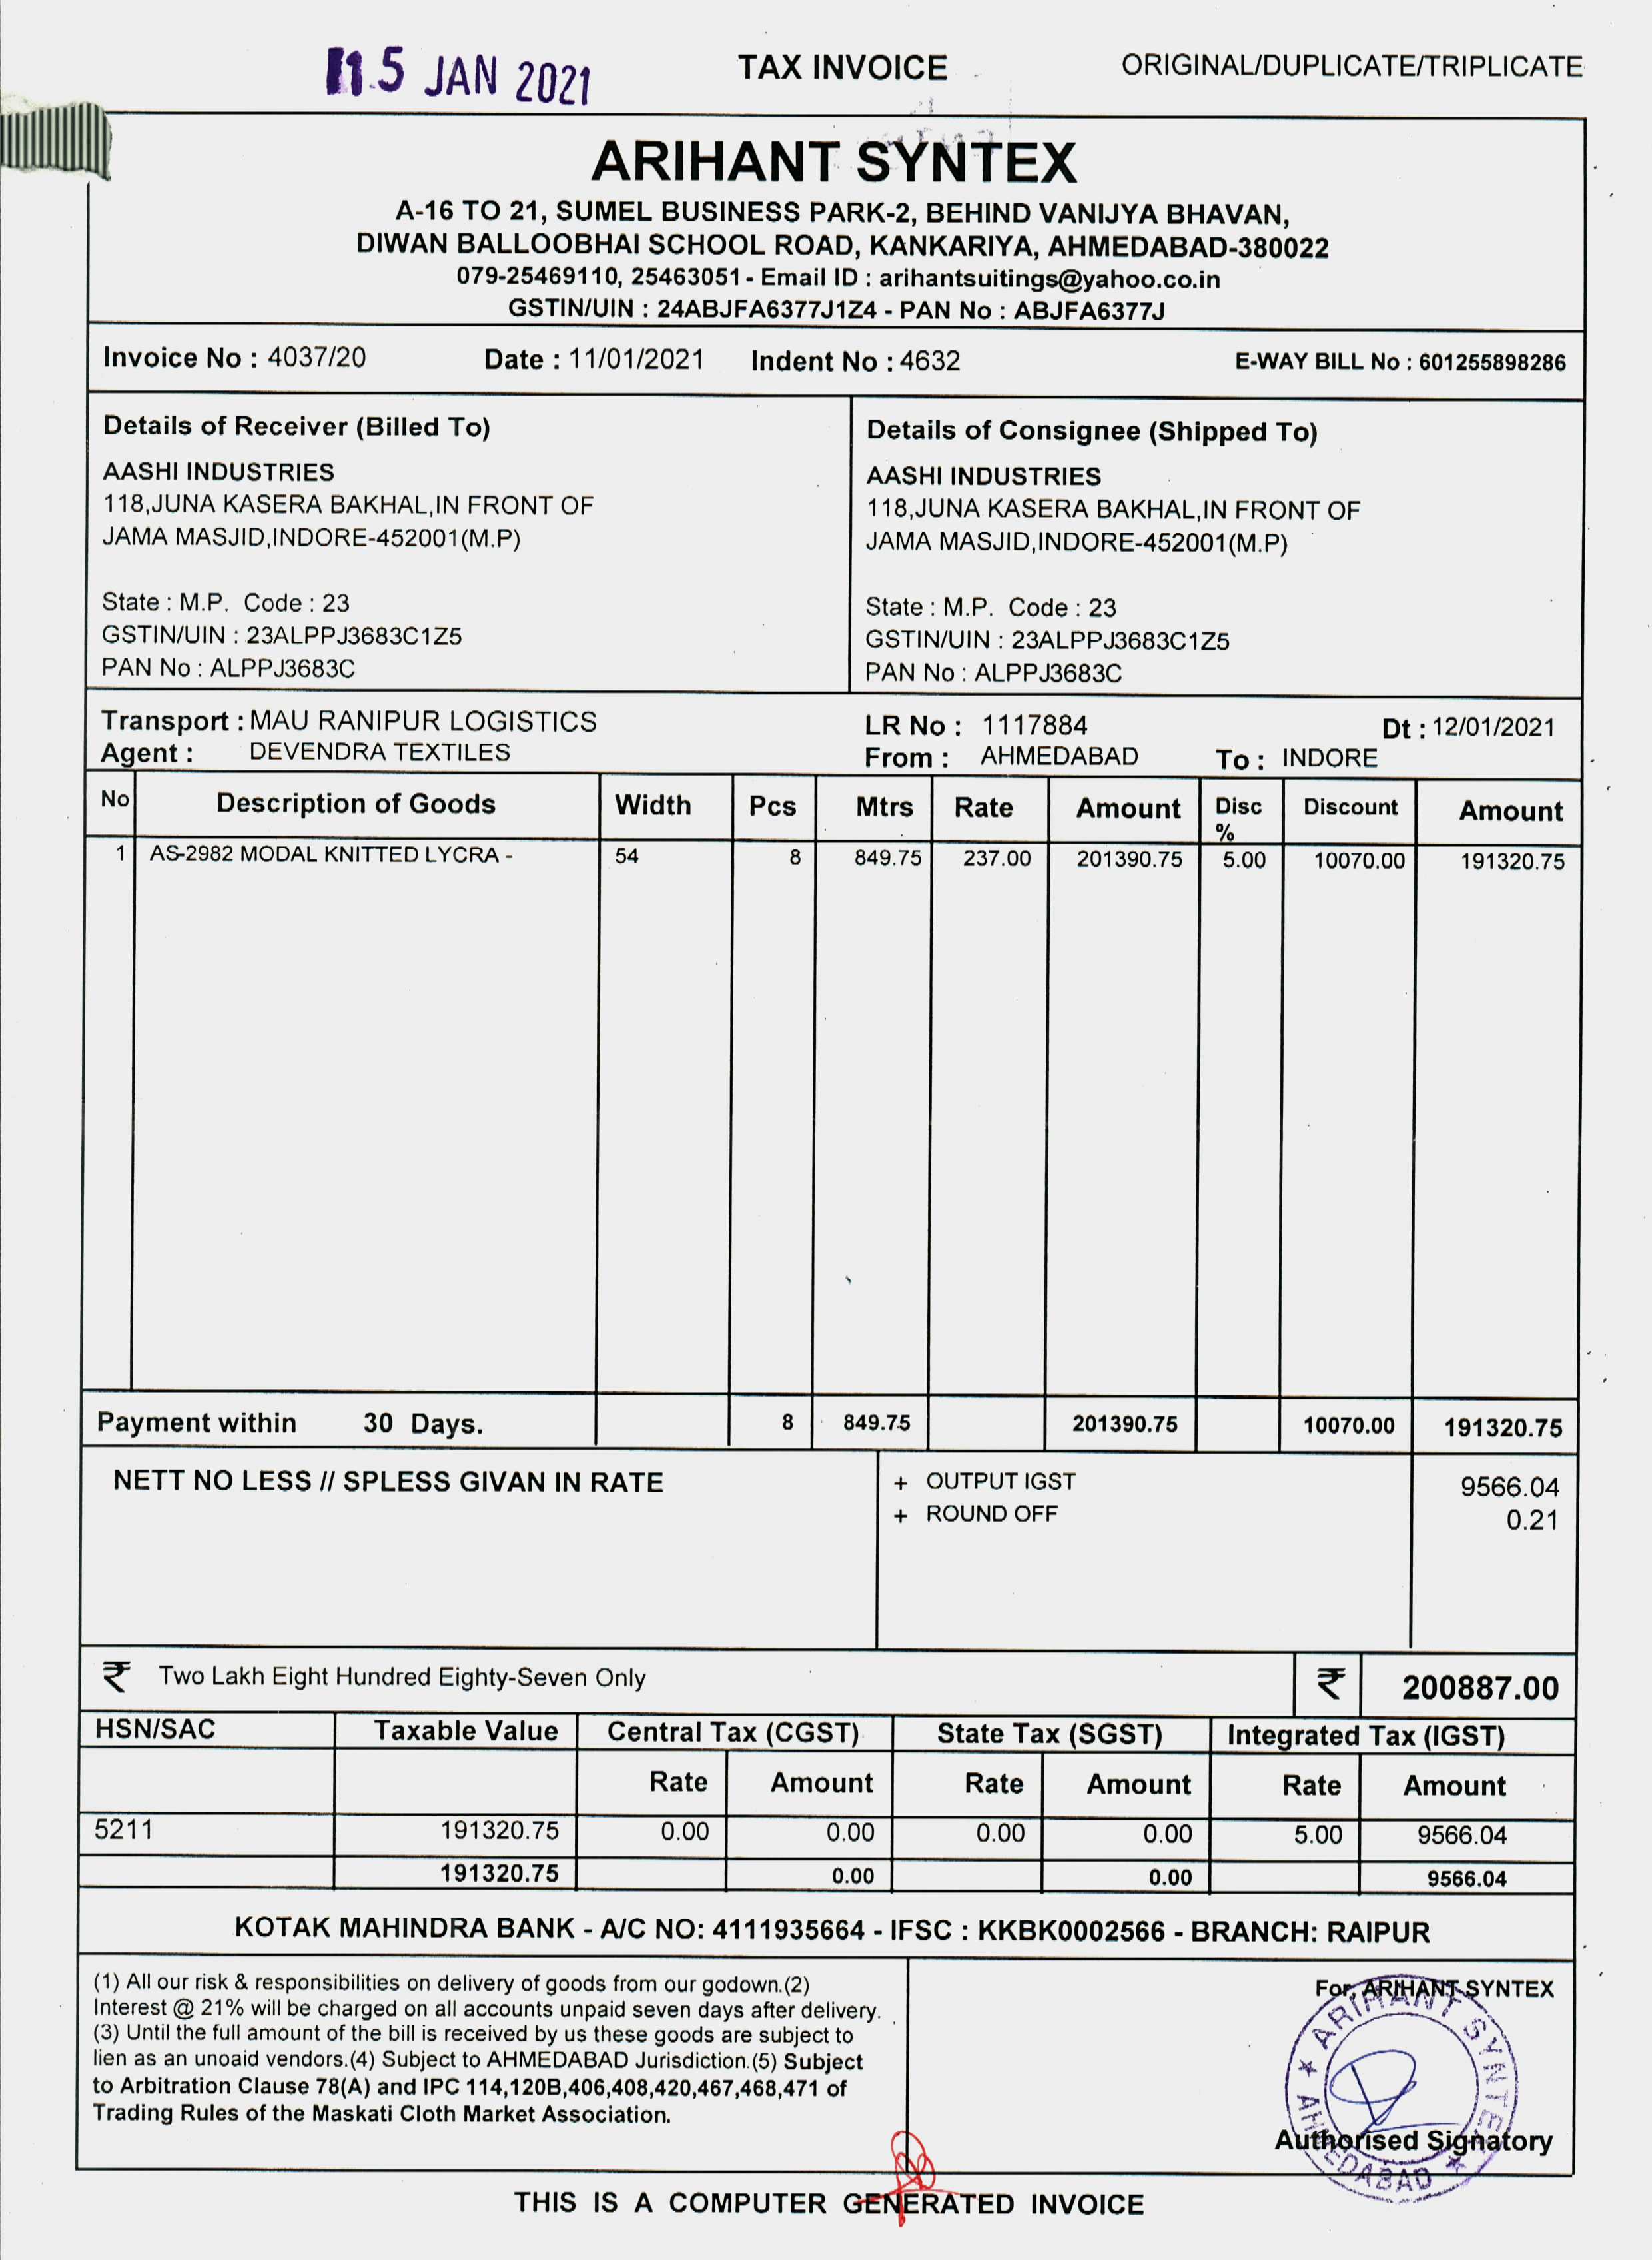 15 JAN 2021
TAX INVOICE
ORIGINAL/DUPLICATE/TRIPLICATE
ARIHANT SYNTEX
A-16 TO 21, SUMEL BUSINESS PARK-2, BEHIND VANIJYA BHAVAN,
DIWAN BALLOOBHAI SCHOOL ROAD, KANKARIYA, AHMEDABAD-380022
079-25469110, 25463051 - Email ID : arihantsuitings@yahoo.co.in
GSTIN/UIN : 24ABJFA6377J1Z4 - PAN No : ABJFA6377J
Invoice No : 4037/20 Date : 11/01/2021 Indent No : 4632 E-WAY BILL No : 601255898286
Details of Receiver (Billed To)
AASHI INDUSTRIES
118,JUNA KASERA BAKHAL,IN FRONT OF
JAMA MASJID,INDORE-452001(M.P)
State : M.P. Code : 23
GSTIN/UIN : 23ALPPJ3683C1Z5
PAN No : ALPPJ3683C
Details of Consignee (Shipped To)
AASHI INDUSTRIES
118,JUNA KASERA BAKHAL,IN FRONT OF
JAMA MASJID,INDORE-452001(M.P)
State : M.P. Code : 23
GSTIN/UIN : 23ALPPJ3683C1Z5
PAN No : ALPPJ3683C
Transport : MAU RANIPUR LOGISTICS LR No : 1117884 Dt : 12/01/2021
Agent : DEVENDRA TEXTILES From : AHMEDABAD To : INDORE
No Description of Goods Width Pcs Mtrs Rate Amount Disc % Discount Amount
1 AS-2982 MODAL KNITTED LYCRA - 54 8 849.75 237.00 201390.75 5.00 10070.00 191320.75
Payment within 30 Days. 8 849.75 201390.75 10070.00 191320.75
NETT NO LESS // SPLESS GIVAN IN RATE
+ OUTPUT IGST 9566.04
+ ROUND OFF 0.21
₹ Two Lakh Eight Hundred Eighty-Seven Only ₹ 200887.00
HSN/SAC Taxable Value Central Tax (CGST) State Tax (SGST) Integrated Tax (IGST)
Rate Amount Rate Amount Rate Amount
5211 191320.75 0.00 0.00 0.00 0.00 5.00 9566.04
191320.75 0.00 0.00 9566.04
KOTAK MAHINDRA BANK - A/C NO: 4111935664 - IFSC : KKBK0002566 - BRANCH: RAIPUR
(1) All our risk & responsibilities on delivery of goods from our godown.(2)
Interest @ 21% will be charged on all accounts unpaid seven days after delivery.
(3) Until the full amount of the bill is received by us these goods are subject to
lien as an unoaid vendors.(4) Subject to AHMEDABAD Jurisdiction.(5) Subject
to Arbitration Clause 78(A) and IPC 114,120B,406,408,420,467,468,471 of
Trading Rules of the Maskati Cloth Market Association.
For, ARIHANT SYNTEX
ARIHANT SYNTEX
AHMEDABAD
Authorised Signatory
THIS IS A COMPUTER GENERATED INVOICE